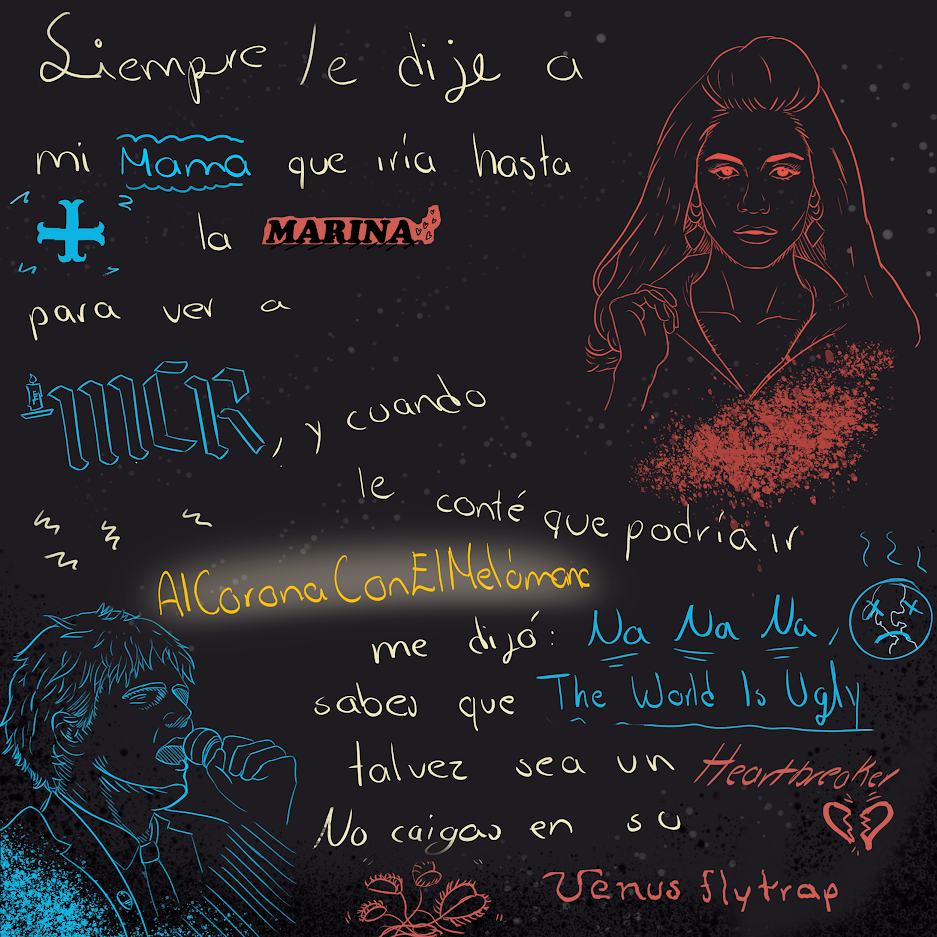 Siempre le dije a
mi Mama que iría hasta
la MARINA
para ver a
MCR, y cuando
le conté que podría ir
AlCoronaConElMelómano
me dijó: Na Na Na,
sabes que The World Is Ugly
talvez sea un Heartbreaker
No caigas en su
Venus flytrap